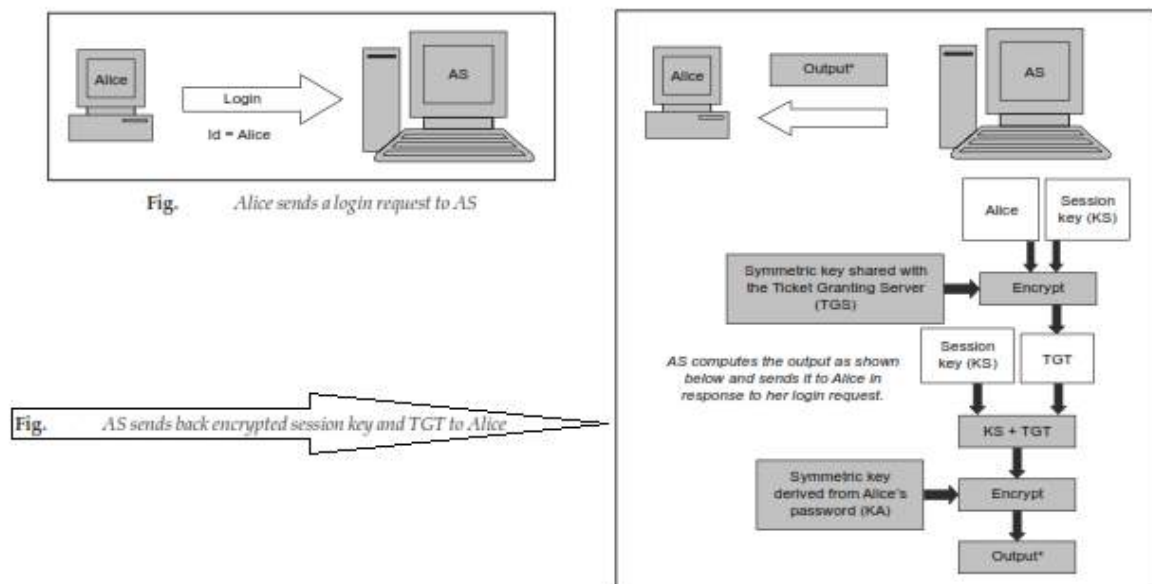 Alice
AS
Login
Id = Alice
Fig. Alice sends a login request to AS
Alice
Output*
AS
Alice
Session
key (KS)
Symmetric key shared with
the Ticket Granting Server
(TGS)
Encrypt
AS computes the output as shown
below and sends it to Alice in
response to her login request.
Session
key (KS)
TGT
Fig. AS sends back encrypted session key and TGT to Alice
KS + TGT
Symmetric key
derived from Alice's
password (KA)
Encrypt
Output*